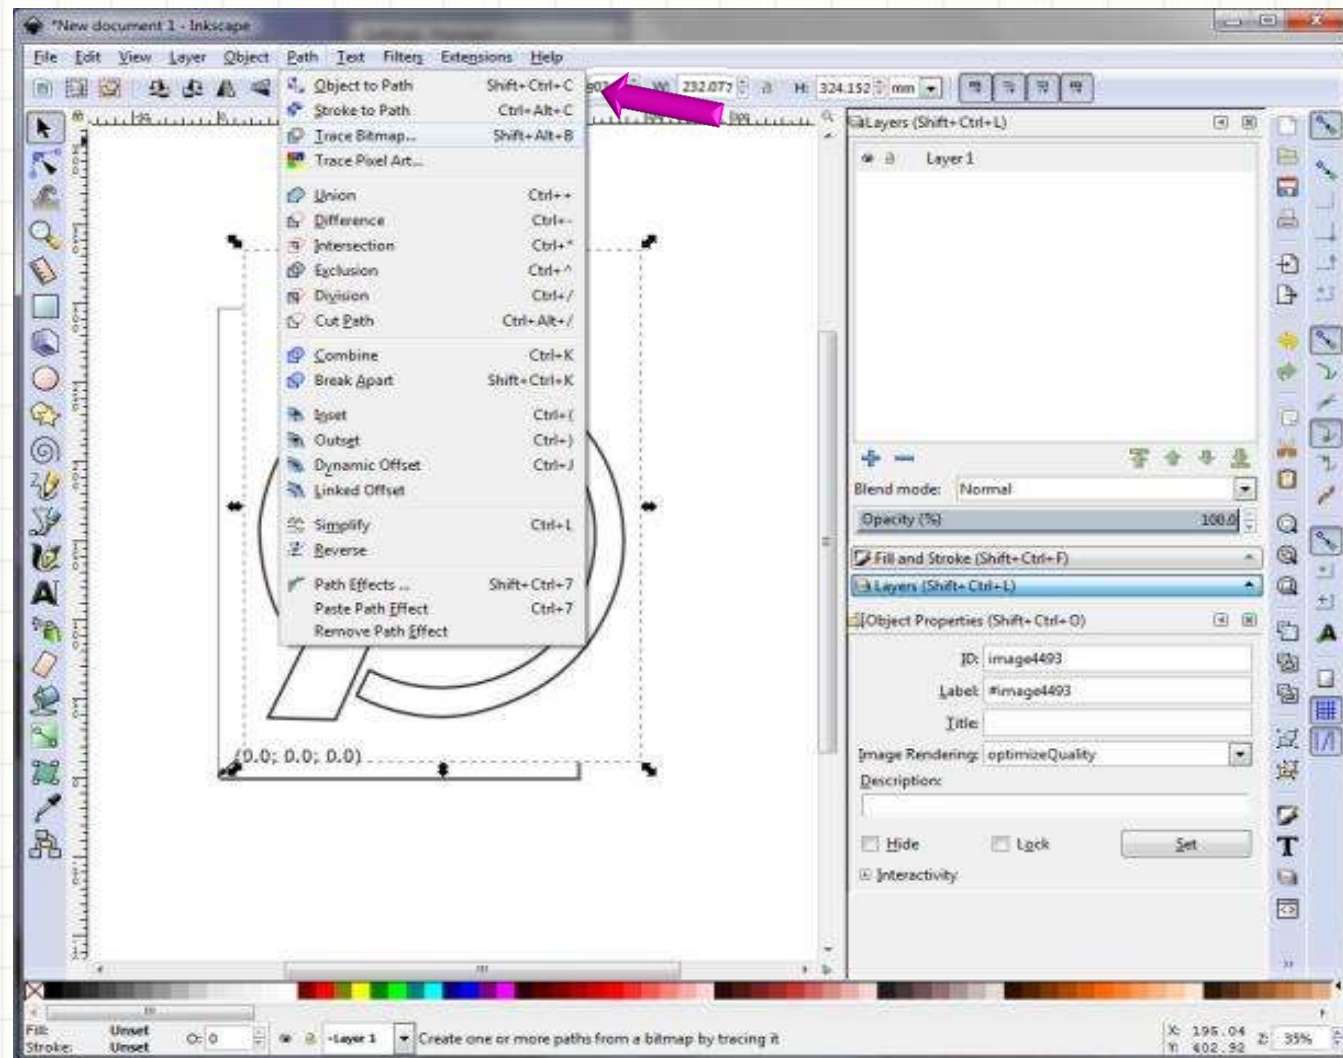 *New document 1 - Inkscape
File Edit View Layer Object Path Text Filters Extensions Help
W: 232.077 H: 324.152 mm
Object to Path Shift+Ctrl+C
Stroke to Path Ctrl+Alt+C
Trace Bitmap... Shift+Alt+B
Trace Pixel Art...
Union Ctrl++
Difference Ctrl+-
Intersection Ctrl+*
Exclusion Ctrl+^
Division Ctrl+/
Cut Path Ctrl+Alt+/
Combine Ctrl+K
Break Apart Shift+Ctrl+K
Inset Ctrl+(
Outset Ctrl+)
Dynamic Offset Ctrl+J
Linked Offset
Simplify Ctrl+L
Reverse
Path Effects ... Shift+Ctrl+7
Paste Path Effect Ctrl+7
Remove Path Effect
(0.0; 0.0; 0.0)
Layers (Shift+Ctrl+L)
Layer 1
Blend mode: Normal
Opacity (%) 100.0
Fill and Stroke (Shift+Ctrl+F)
Layers (Shift+Ctrl+L)
Object Properties (Shift+Ctrl+O)
ID: image4493
Label: #image4493
Title:
Image Rendering: optimizeQuality
Description:
Hide Lock Set
Interactivity
Fill: Unset O: 0 -Layer 1 Create one or more paths from a bitmap by tracing it X: 195.04 Z: 35%
Stroke: Unset Y: 402.92